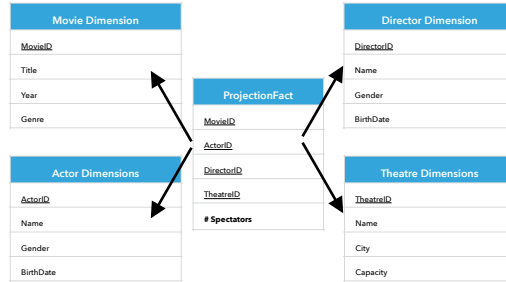 Movie Dimension
MovieID
Title
Year
Genre
Director Dimension
DirectorID
Name
Gender
BirthDate
ProjectionFact
MovieID
ActorID
DirectorID
TheatreID
# Spectators
Actor Dimensions
ActorID
Name
Gender
BirthDate
Theatre Dimensions
TheatreID
Name
City
Capacity